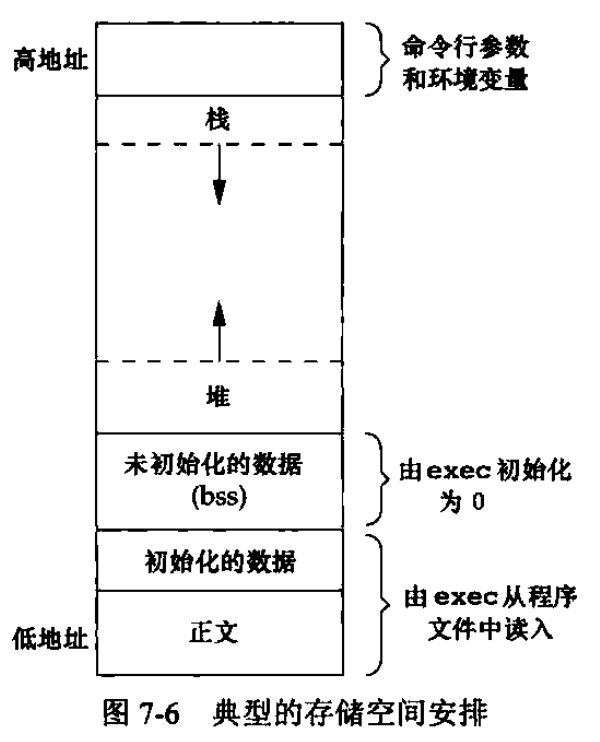 高地址
命令行参数
和环境变量
栈
堆
未初始化的数据
(bss)
由exec初始化
为 0
初始化的数据
由exec从程序
文件中读入
低地址
正文
图 7-6 典型的存储空间安排